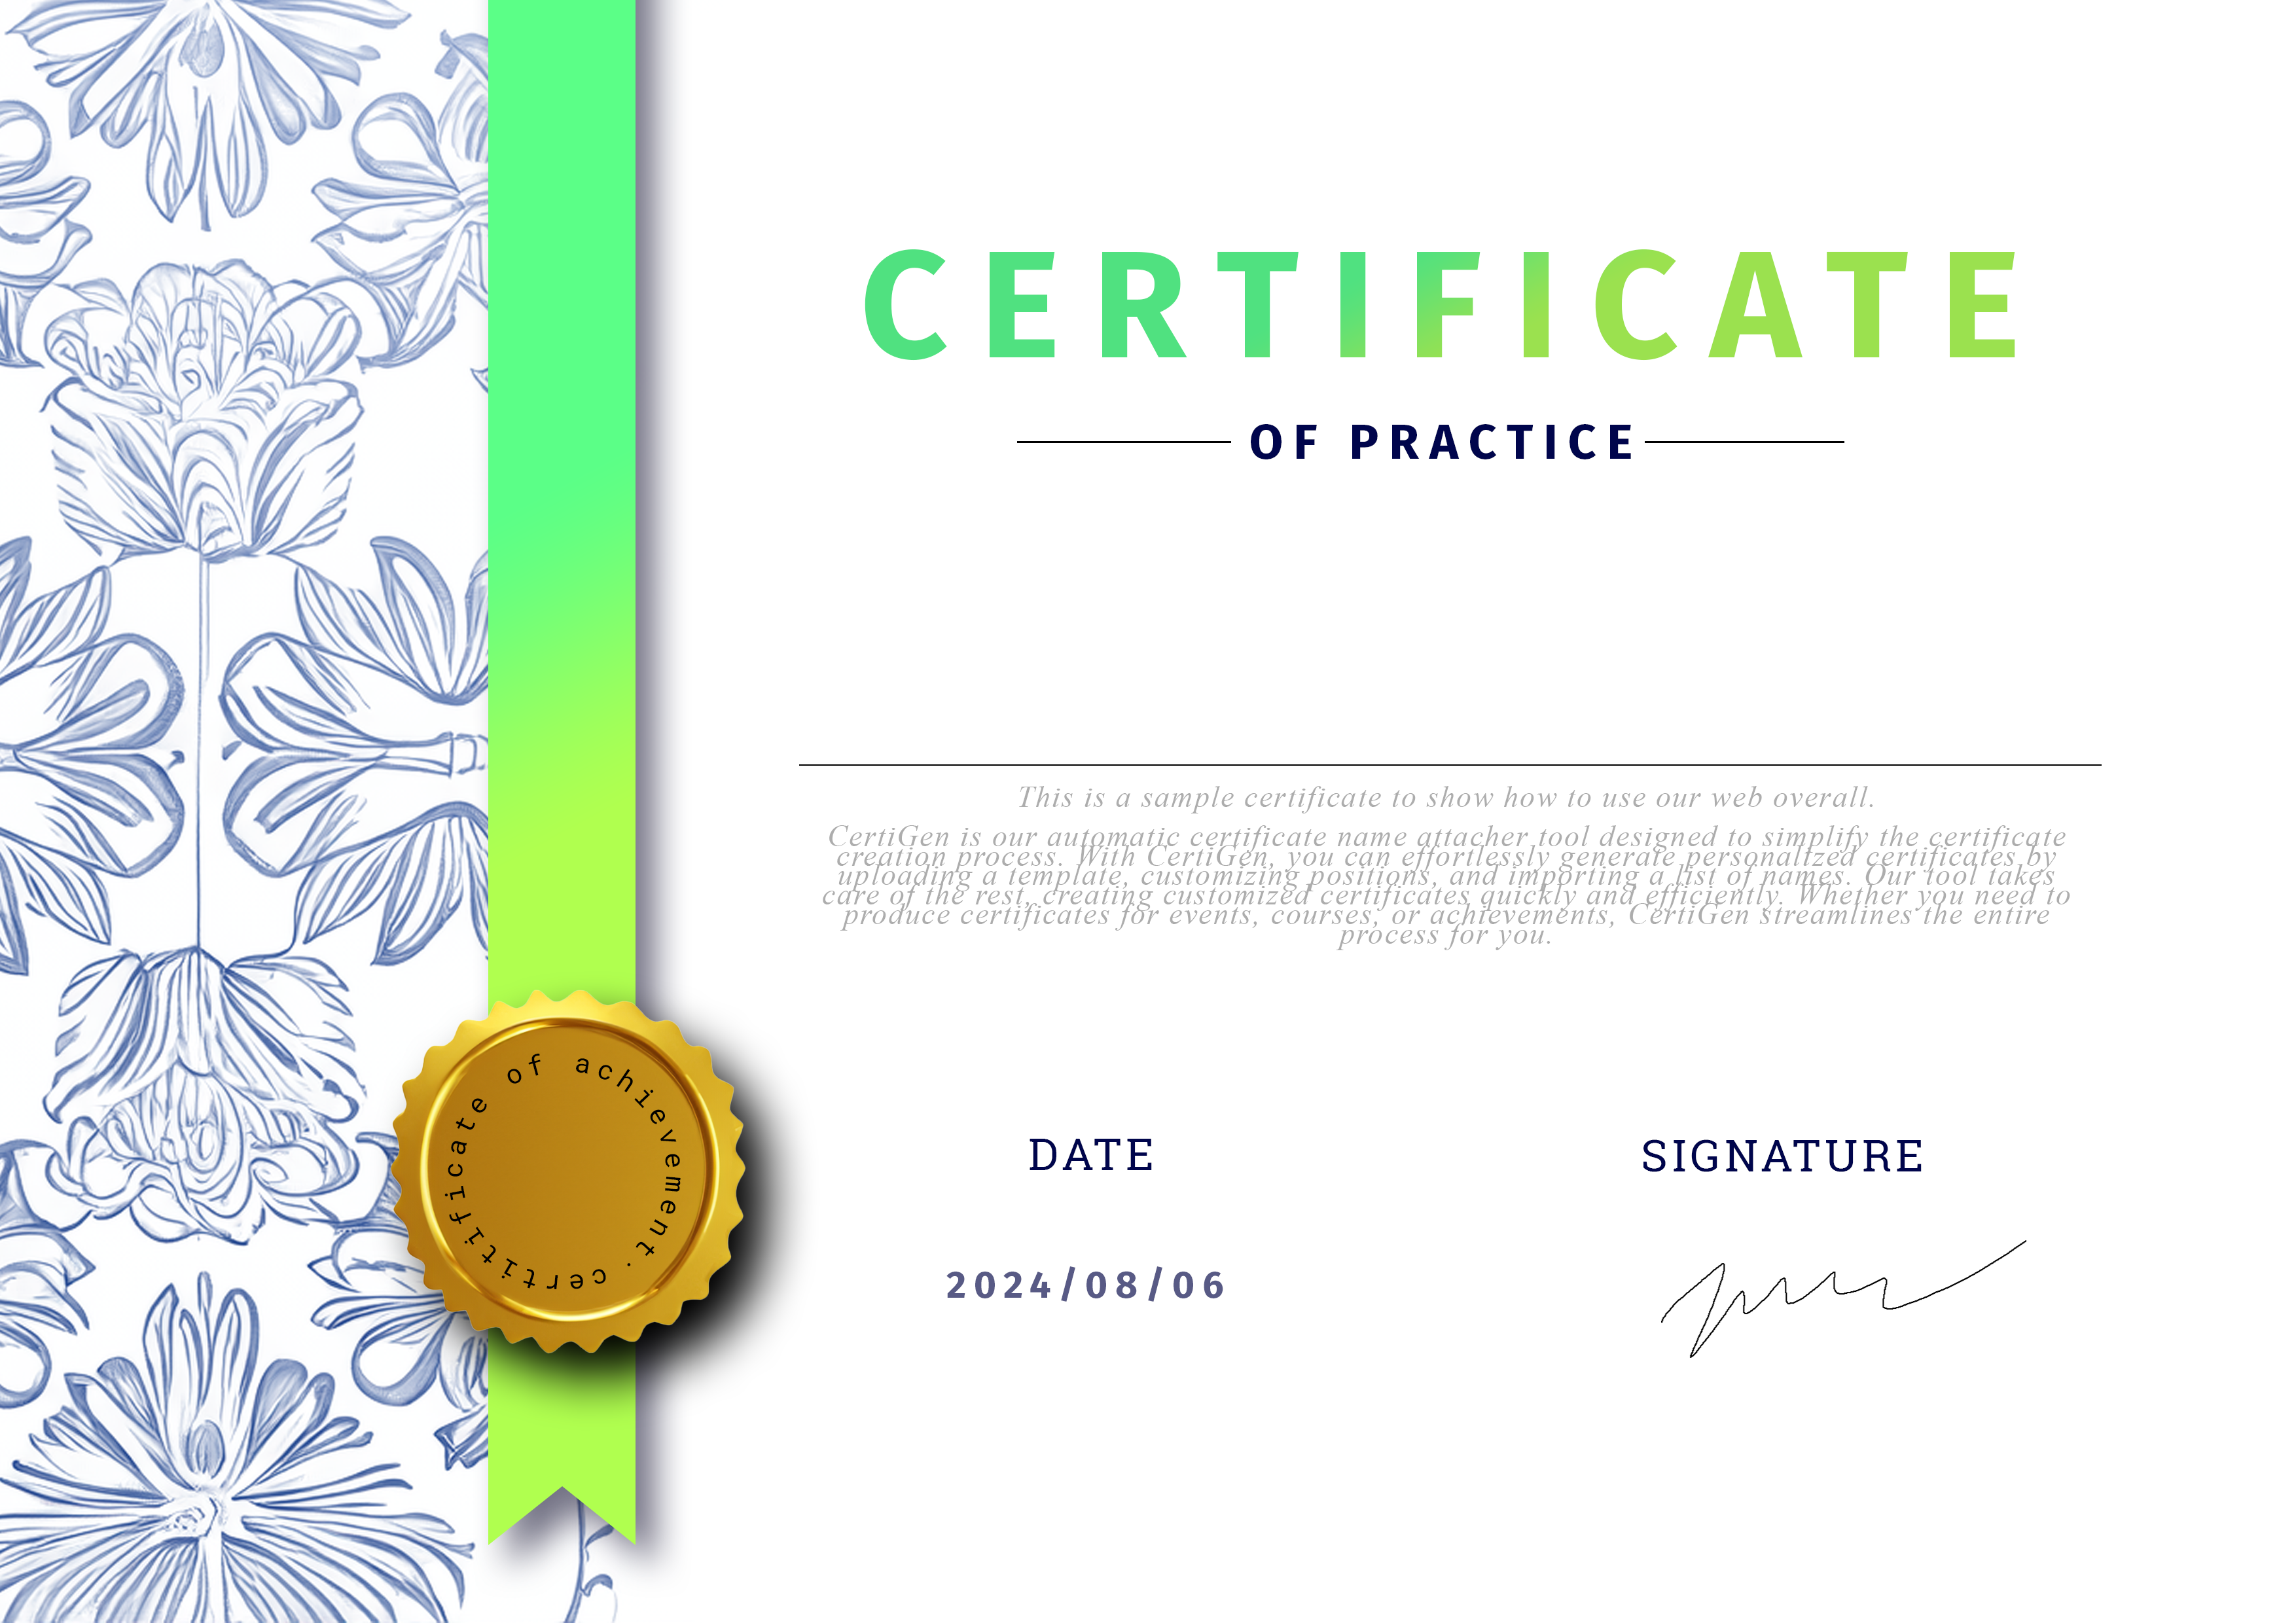 CERTIFICATE
OF PRACTICE
This is a sample certificate to show how to use our web overall.
CertiGen is our automatic certificate name attacher tool designed to simplify the certificate
creation process. With CertiGen, you can effortlessly generate personalized certificates by
uploading a template, customizing positions, and importing a list of names. Our tool takes
care of the rest, creating customized certificates quickly and efficiently. Whether you need to
produce certificates for events, courses, or achievements, CertiGen streamlines the entire
process for you.
certitificate of achievement.
DATE
SIGNATURE
2024/08/06